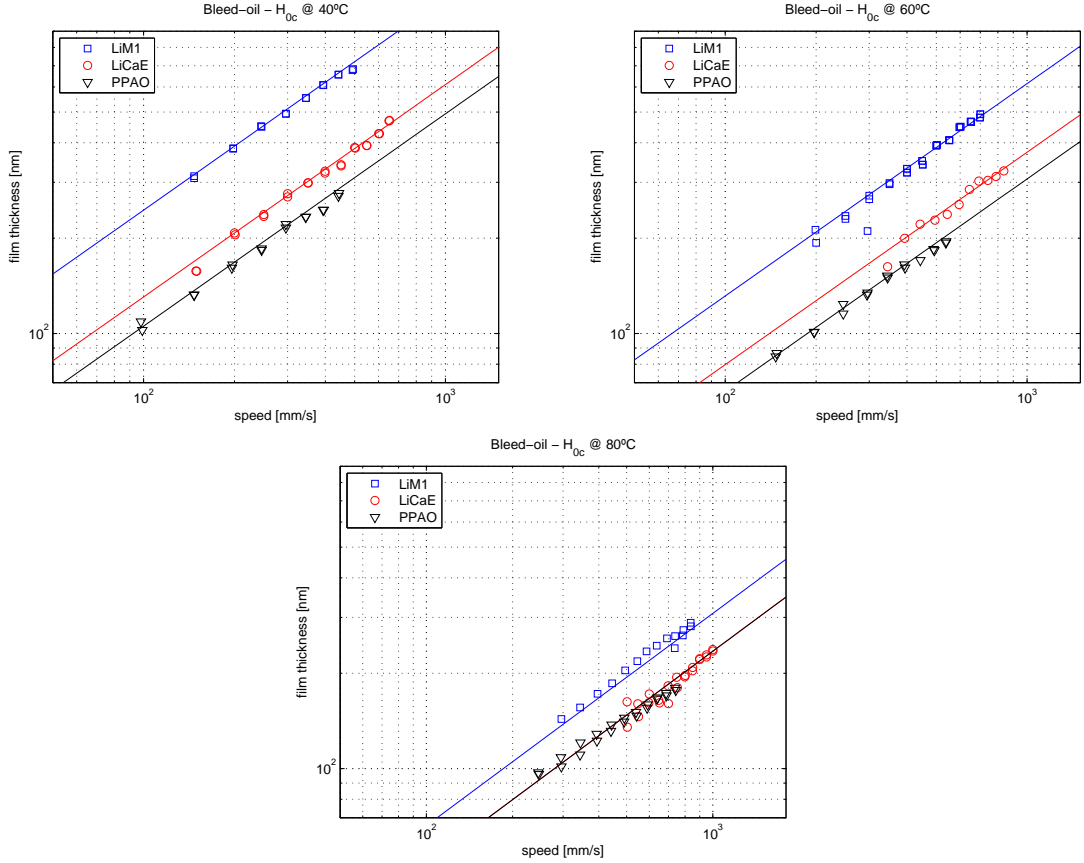 Bleed−oil − H0c @ 40ºC
LiM1
LiCaE
PPAO
film thickness [nm]
10^2
10^2
10^3
speed [mm/s]
Bleed−oil − H0c @ 60ºC
LiM1
LiCaE
PPAO
film thickness [nm]
10^2
10^2
10^3
speed [mm/s]
Bleed−oil − H0c @ 80ºC
LiM1
LiCaE
PPAO
film thickness [nm]
10^2
10^2
10^3
speed [mm/s]